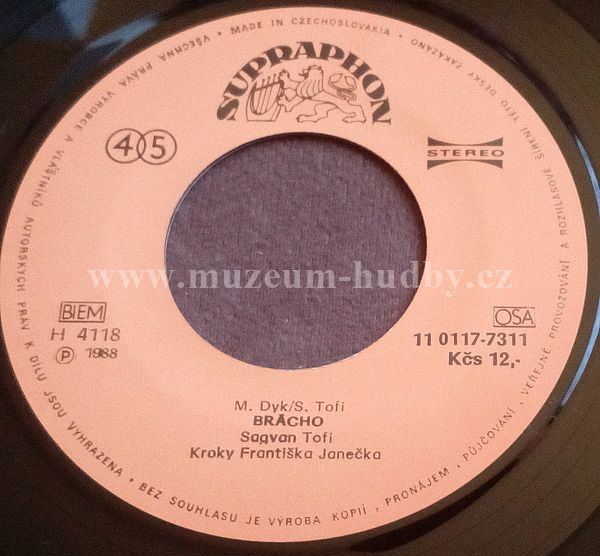 VŠECHNA PRÁVA VÝROBCE A VLASTNÍKŮ AUTORSKÝCH PRÁV K DÍLU JSOU VYHRAZENA • BEZ SOUHLASU JE VÝROBA KOPIÍ, PRONÁJEM, PŮJČOVÁNÍ, VEŘEJNÉ PROVOZOVÁNÍ A ROZHLASOVÉ ŠÍŘENÍ TÉTO DESKY ZAKÁZÁNO • MADE IN CZECHOSLOVAKIA •
SUPRAPHON
45
STEREO
www.muzeum-hudby.cz
BIEM
H 4118
Ⓟ 1988
OSA
11 0117-7311
Kčs 12,-
M. Dyk/S. Tofi
BRÁCHO
Sagvan Tofi
Kroky Františka Janečka